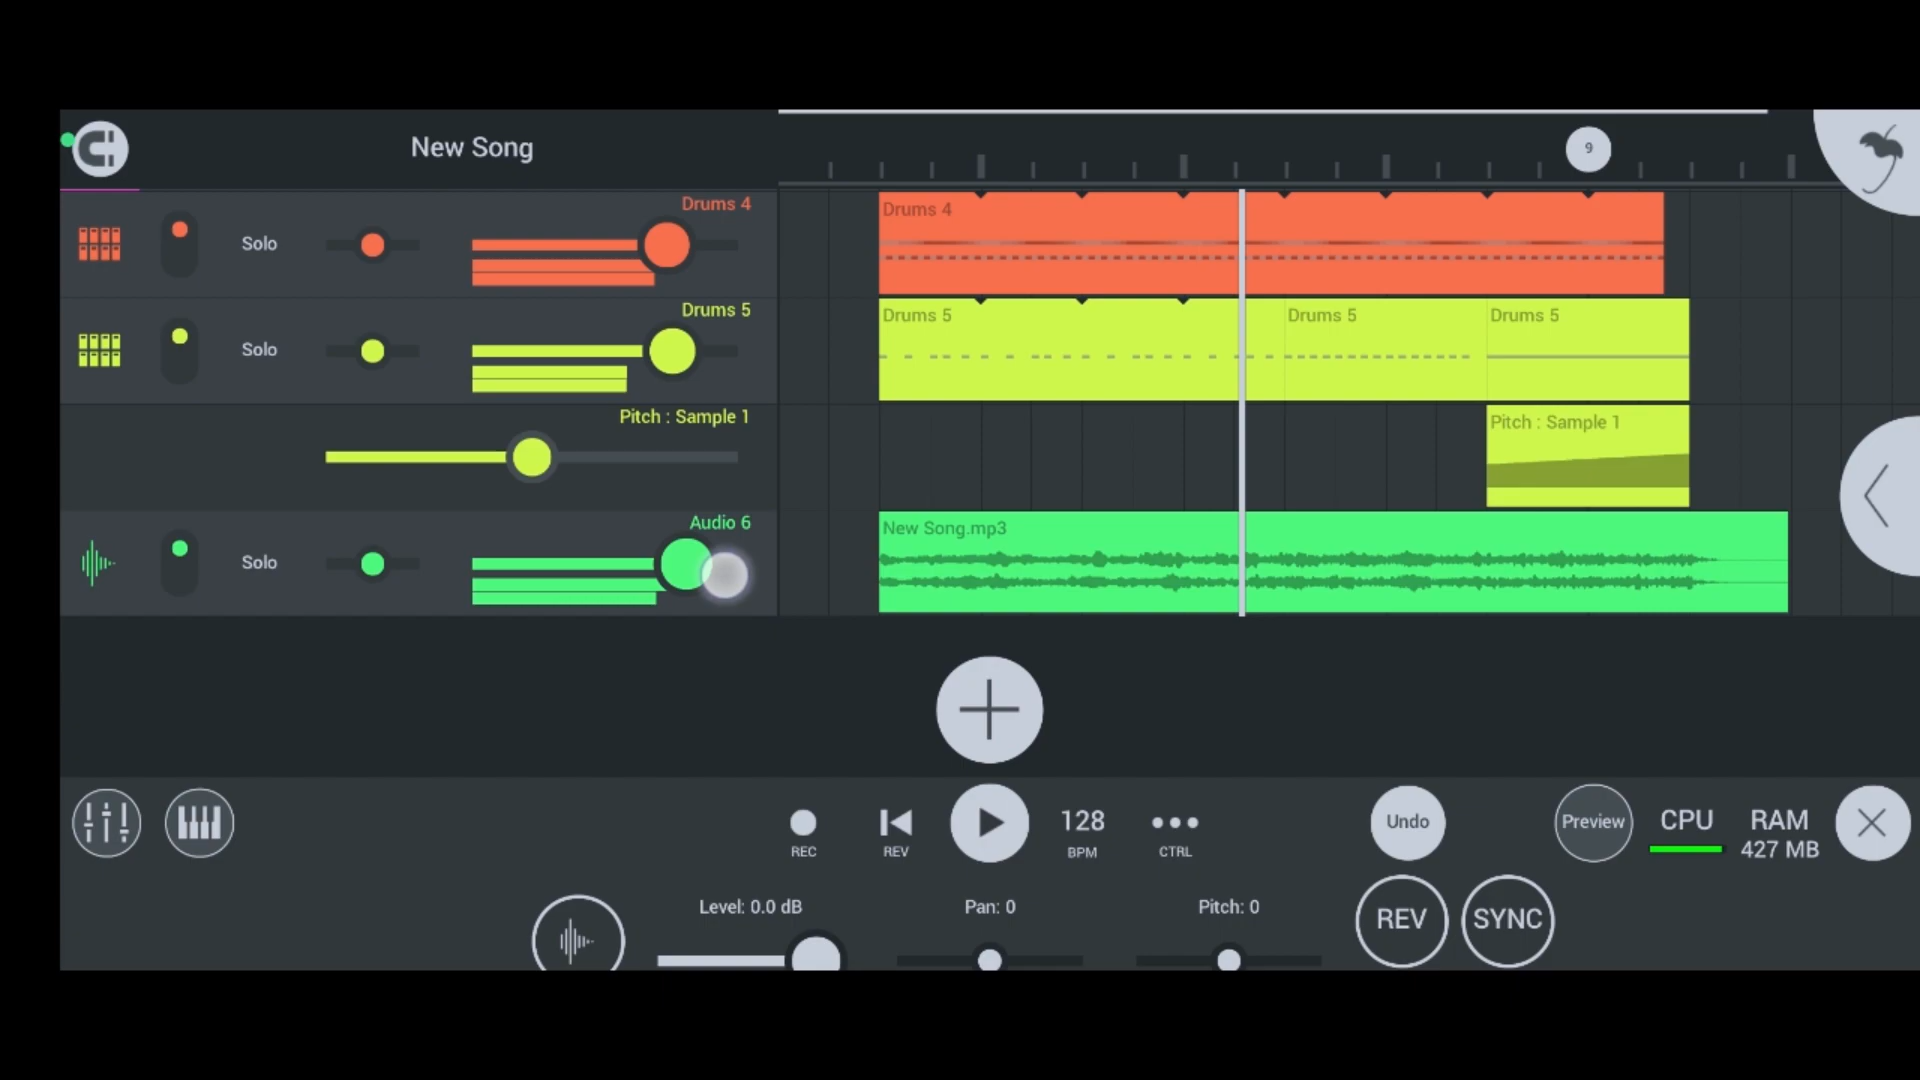 New Song
9
Drums 4
Solo
Drums 4
Drums 5
Solo
Drums 5
Drums 5
Drums 5
Pitch : Sample 1
Pitch : Sample 1
Audio 6
Solo
New Song.mp3
REC
REV
128
BPM
CTRL
Undo
Preview
CPU
RAM
427 MB
Level: 0.0 dB
Pan: 0
Pitch: 0
REV
SYNC